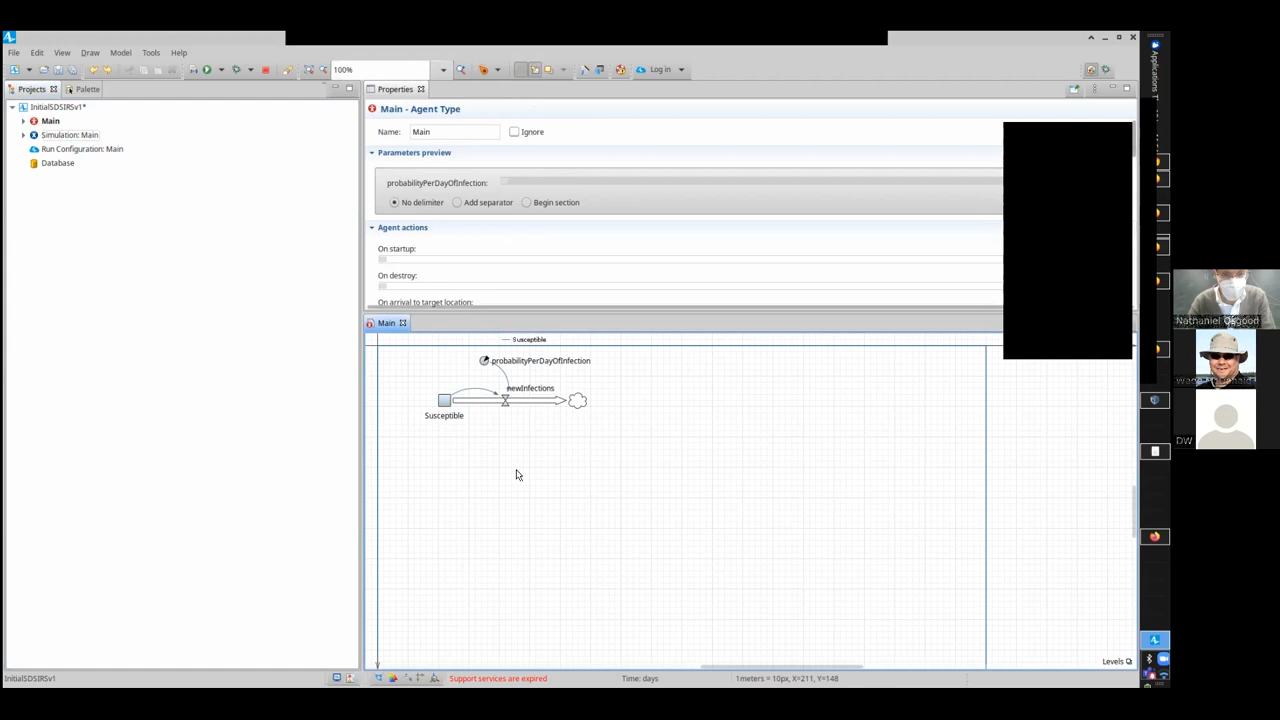 File Edit View Draw Model Tools Help
100%
Log in
Projects Palette
InitialSDSIRSv1*
Main
Simulation: Main
Run Configuration: Main
Database
Properties
Main - Agent Type
Name: Main Ignore
Parameters preview
probabilityPerDayOfInfection:
No delimiter Add separator Begin section
Agent actions
On startup:
On destroy:
On arrival to target location:
Main
Susceptible
probabilityPerDayOfInfection
newInfections
Susceptible
Levels
InitialSDSIRSv1
Support services are expired
Time: days
1meters = 10px, X=211, Y=148
Applications
Nathaniel Osgood
DW